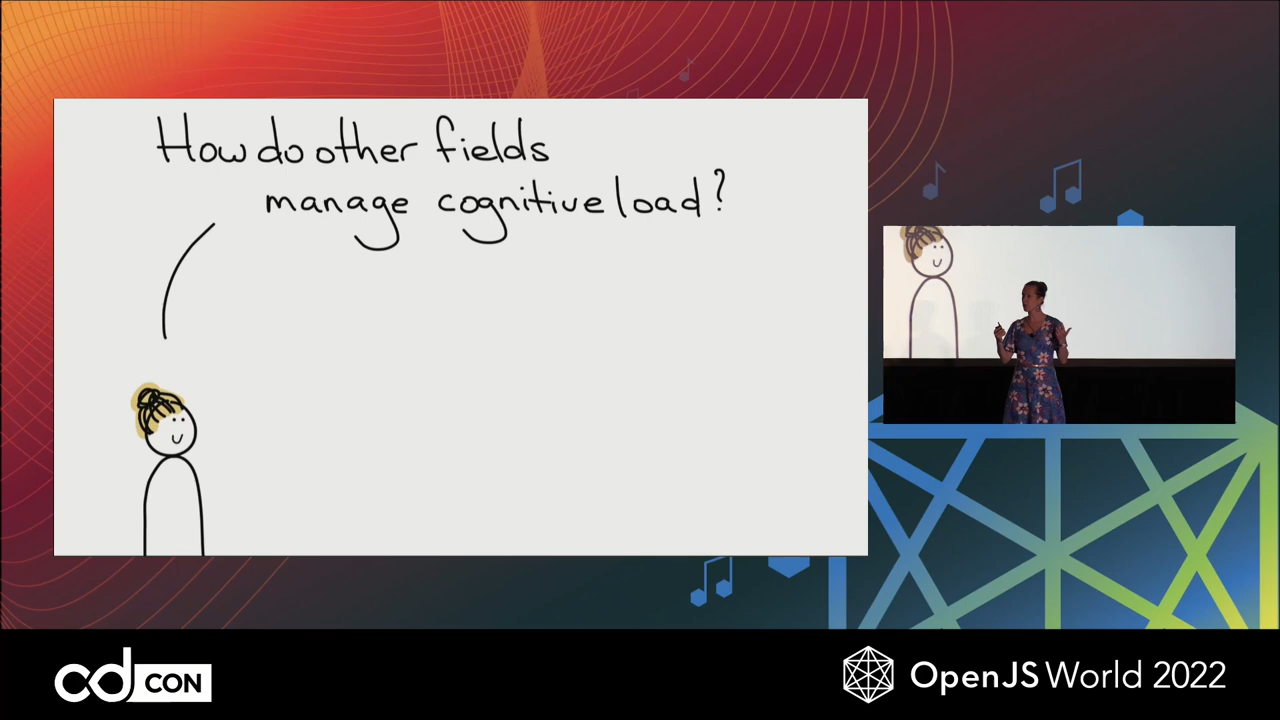 How do other fields
manage cognitive load?
cd CON
OpenJS World 2022